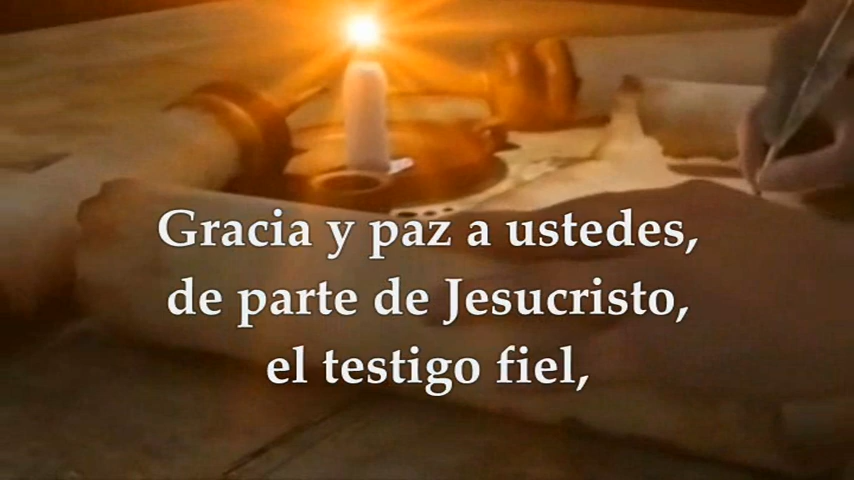 Gracia y paz a ustedes,
de parte de Jesucristo,
el testigo fiel,